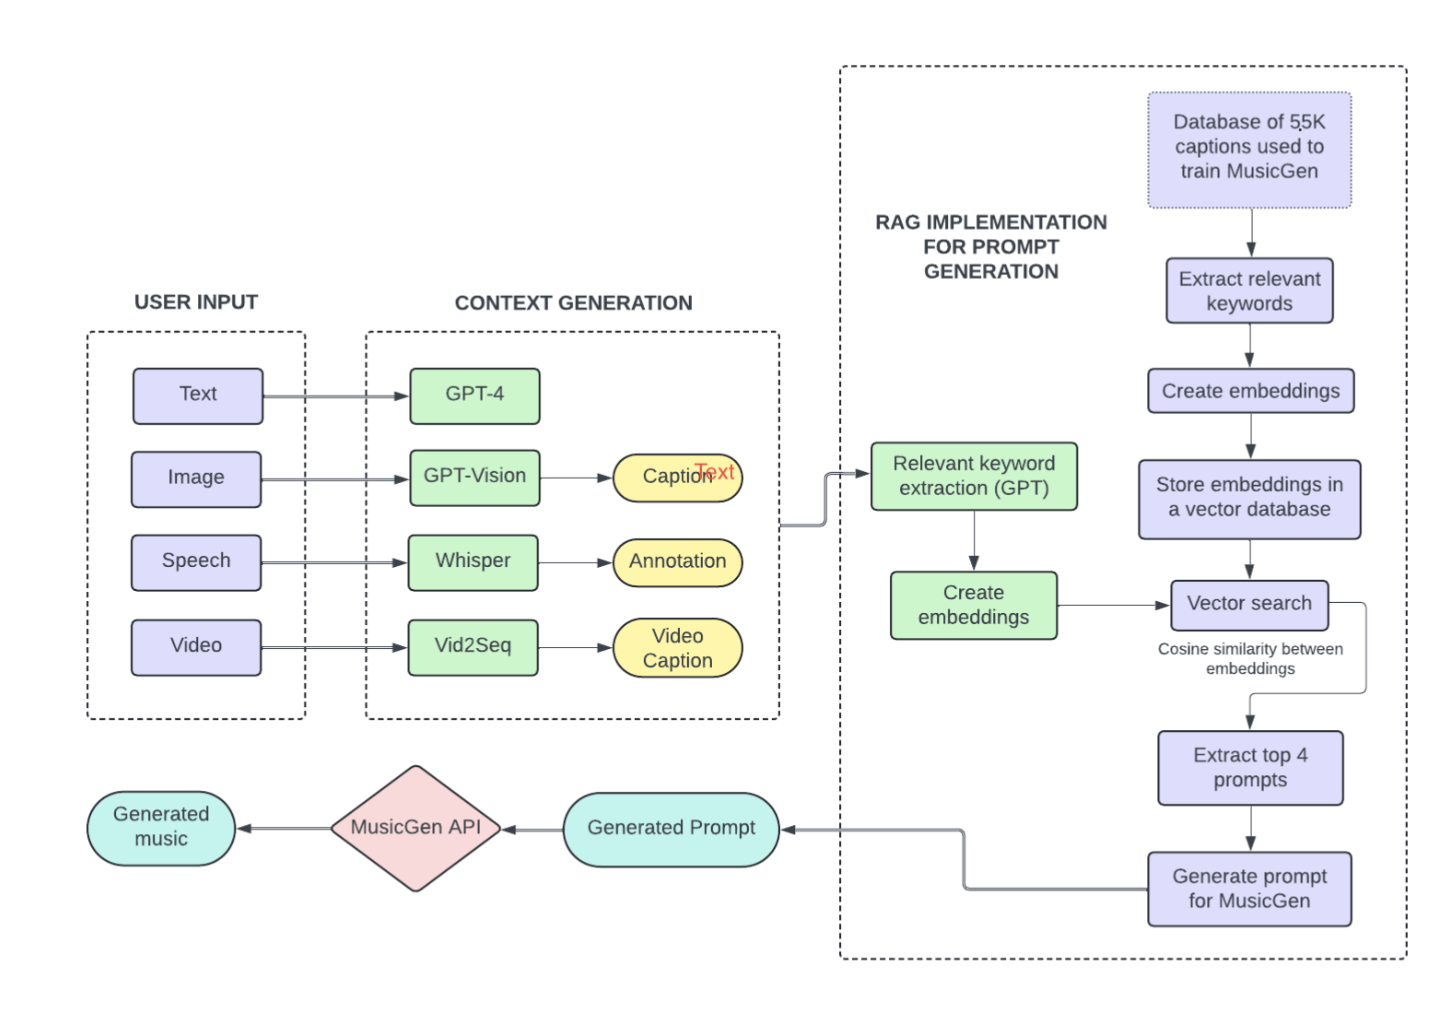 USER INPUT
Text
Image
Speech
Video
CONTEXT GENERATION
GPT-4
GPT-Vision
Caption
Text
Whisper
Annotation
Vid2Seq
Video
Caption
RAG IMPLEMENTATION
FOR PROMPT
GENERATION
Relevant keyword
extraction (GPT)
Create
embeddings
Database of 55K
captions used to
train MusicGen
Extract relevant
keywords
Create embeddings
Store embeddings in
a vector database
Vector search
Cosine similarity between
embeddings
Extract top 4
prompts
Generate prompt
for MusicGen
Generated Prompt
MusicGen API
Generated
music